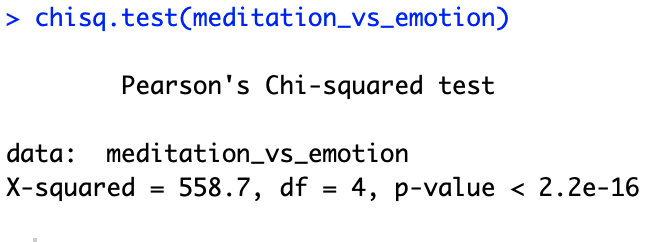 > chisq.test(meditation_vs_emotion)
Pearson's Chi-squared test
data:  meditation_vs_emotion
X-squared = 558.7, df = 4, p-value < 2.2e-16